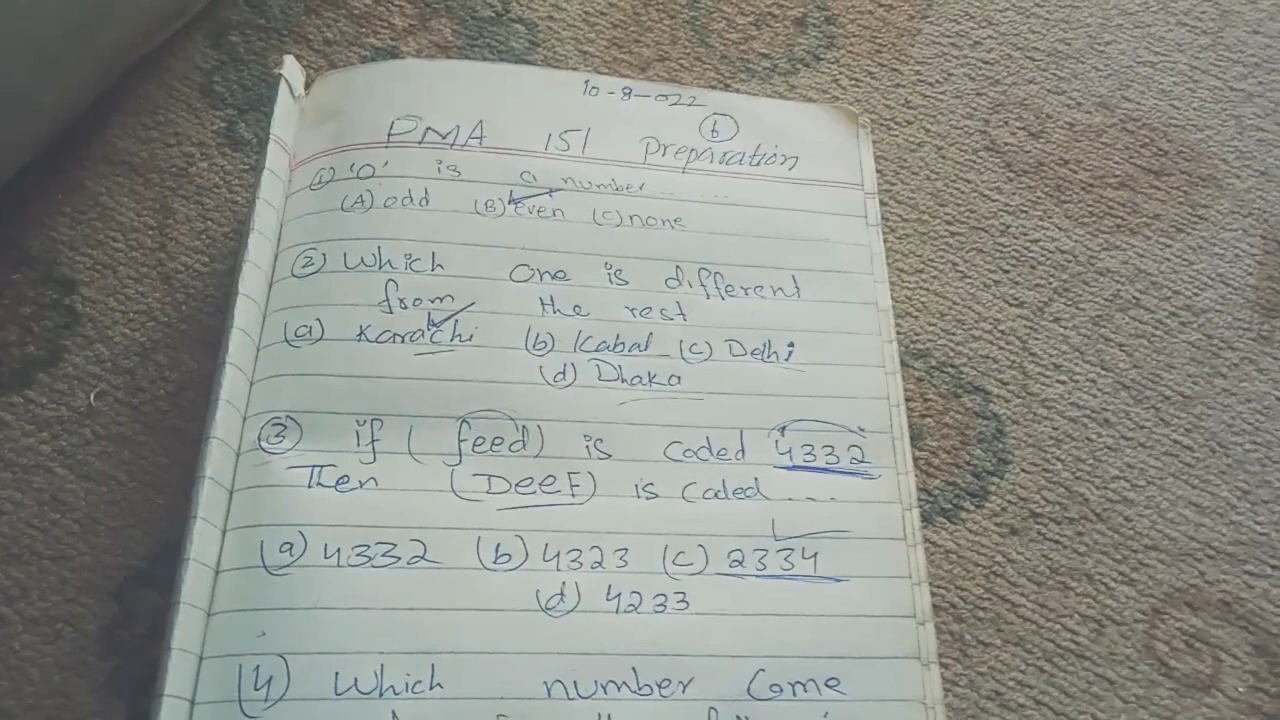 10-8-022
6
PMA 151 Preparation
① '0' is a number........
(A) odd (B) even (C) none
② Which one is different
from the rest
(a) Karachi (b) Kabal (c) Delhi
(d) Dhaka
③ if (feed) is coded 4332
Then (DeeF) is Coded ....
(a) 4332 (b) 4323 (c) 2334
(d) 4233
(4) Which number Come